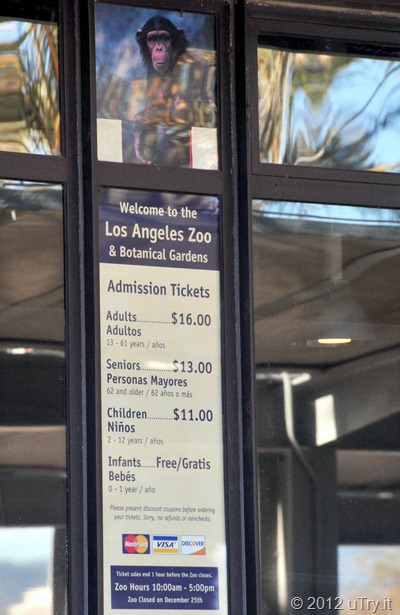 Welcome to the
Los Angeles Zoo
& Botanical Gardens
Admission Tickets
Adults............$16.00
Adultos
13 - 61 years / años
Seniors...........$13.00
Personas Mayores
62 and older / 62 años o más
Children.........$11.00
Niños
2 - 12 years / años
Infants.....Free/Gratis
Bebés
0 - 1 year / año
Please present discount coupons before ordering
your tickets. Sorry, no refunds or rainchecks.
MasterCard VISA DISCOVER
Ticket sales end 1 hour before the Zoo closes.
Zoo Hours 10:00am - 5:00pm
Zoo Closed on December 25th
© 2012 uTry.it